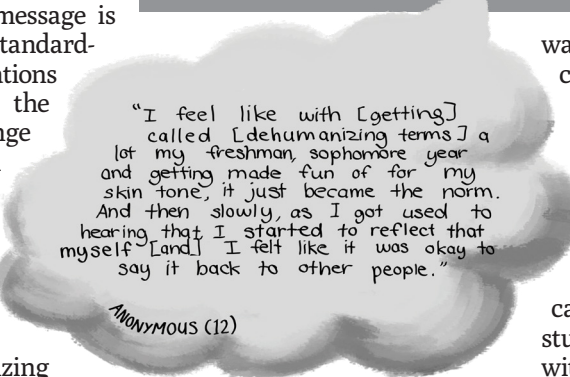 message is
tandard-
tions
the
nge
"I feel like with [getting]
called [dehumanizing terms] a
lot my freshman, sophomore year
and getting made fun of for my
skin tone, it just became the norm.
And then slowly, as I got used to
hearing that I started to reflect that
myself [and] I felt like it was okay to
say it back to other people."
ANONYMOUS (12)
izing
wa
c
ca
stu
wit